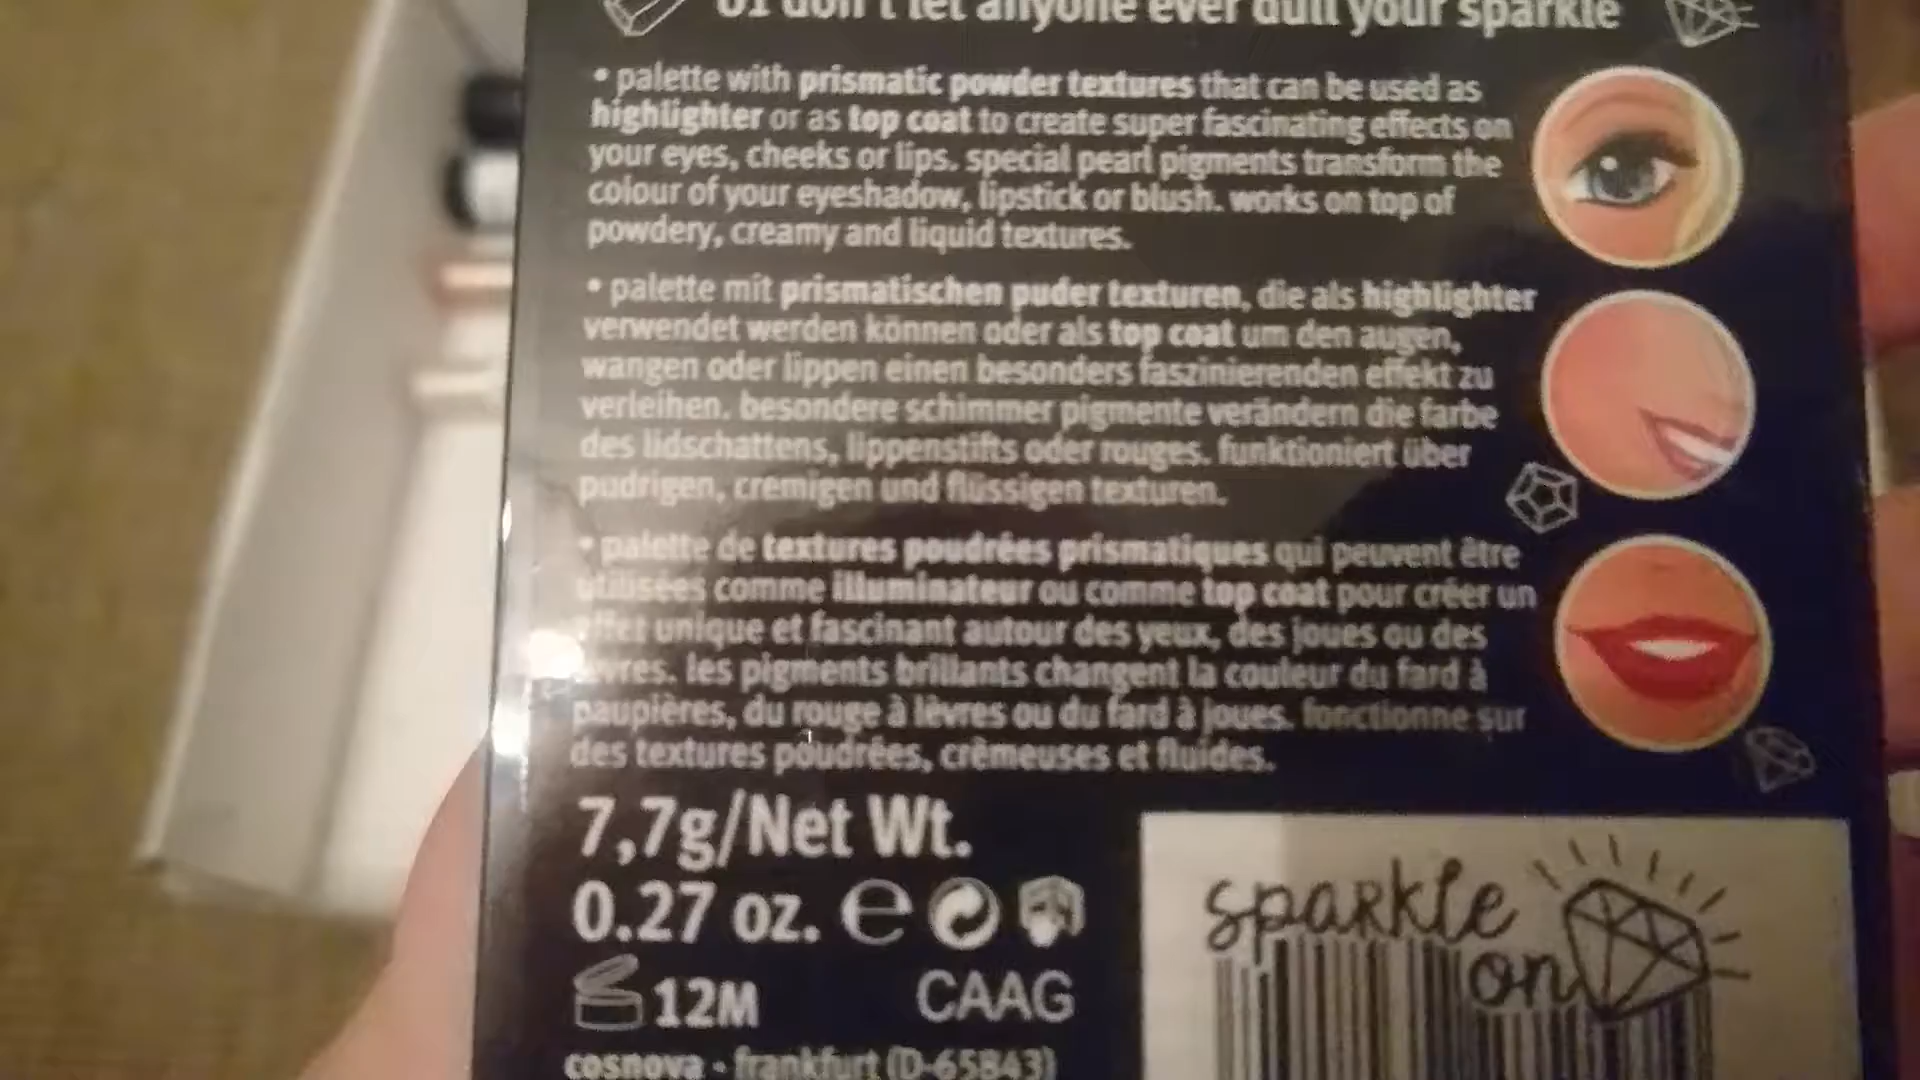 01 don't let anyone ever dull your sparkle
• palette with prismatic powder textures that can be used as
highlighter or as top coat to create super fascinating effects on
your eyes, cheeks or lips. special pearl pigments transform the
colour of your eyeshadow, lipstick or blush. works on top of
powdery, creamy and liquid textures.
• palette mit prismatischen puder texturen, die als highlighter
verwendet werden können oder als top coat um den augen,
wangen oder lippen einen besonders faszinierenden effekt zu
verleihen. besondere schimmer pigmente verändern die farbe
des lidschattens, lippenstifts oder rouges. funktioniert über
pudrigen, cremigen und flüssigen texturen.
• palette de textures poudrées prismatiques qui peuvent être
utilisées comme illuminateur ou comme top coat pour créer un
effet unique et fascinant autour des yeux, des joues ou des
lèvres. les pigments brillants changent la couleur du fard à
paupières, du rouge à lèvres ou du fard à joues. fonctionne sur
des textures poudrées, crèmeuses et fluides.
7,7g/Net Wt.
0.27 oz. e
12M CAAG
cosnova • frankfurt (D-65843)
sparkle
on